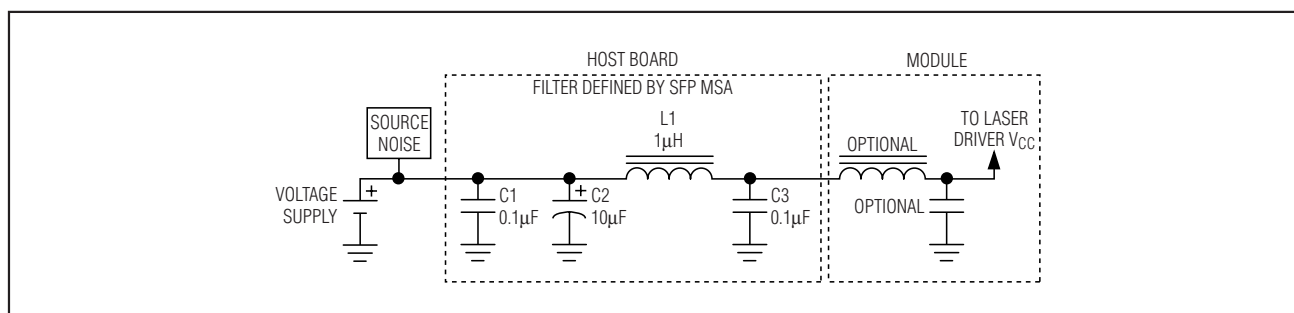 HOST BOARD
MODULE
FILTER DEFINED BY SFP MSA
SOURCE
NOISE
L1
1μH
OPTIONAL
TO LASER
DRIVER VCC
VOLTAGE
SUPPLY
+
C1
0.1μF
+
C2
10μF
C3
0.1μF
OPTIONAL